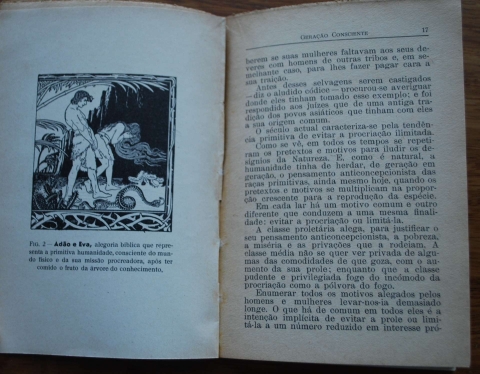 FIG. 2 — Adão e Eva, alegoria bíblica que repre-
senta a primitiva humanidade, consciente do mun-
do físico e da sua missão procreadora, após ter
comido o fruto da árvore do conhecimento.
GERAÇÃO CONSCIENTE 17
berem se suas mulheres faltavam aos seus de-
veres com homens de outras tribos e, em se-
melhante caso, para lhes fazer pagar cara a
sua traição.
Antes desses selvagens serem castigados
— diz o aludido códice — procurou-se averiguar
donde eles tinham tomado esse exemplo; e foi
respondido aos juízes que de uma antiga tra-
dição dos povos asiáticos que tinham com eles
a sua origem comum.
O século actual caracteriza-se pela tendên-
cia primitiva de evitar a procriação ilimitada.
Como se vê, em todos os tempos se repeti-
ram os pretextos e motivos para iludir os de-
sígnios da Natureza. E, como é natural, a
humanidade tinha de herdar, de geração em
geração, o pensamento anticoncepcionista das
raças primitivas, ainda mesmo hoje, quando os
pretextos e motivos se multiplicam na propor-
ção crescente para a reprodução da espécie.
Em cada lar há um motivo comum e outro
diferente que conduzem a uma mesma finali-
dade: evitar a procriação ou limitá-la.
A classe proletária alega, para justificar o
seu pensamento anticoncepcionista, a pobreza,
a miséria e as privações que a rodeiam. A
classe média não se quer ver privada de algu-
mas das comodidades de que goza, com o au-
mento da sua prole; enquanto que a classe
pudente e privilegiada foge do incómodo da
procriação como a pólvora do fogo.
Enumerar todos os motivos alegados pelos
homens e mulheres levar-nos-ia demasiado
longe. O que há de comum em todos eles é a
intenção implícita de evitar a prole ou limi-
tá-la a um número reduzido em interesse pró-